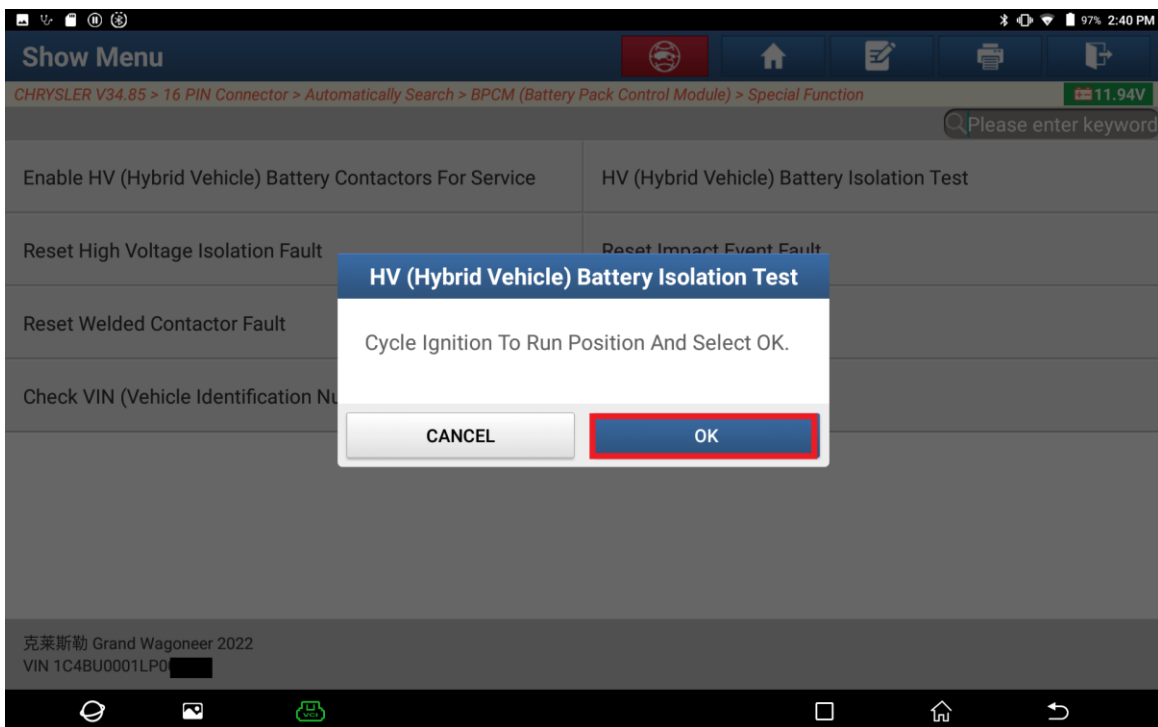 97% 2:40 PM
Show Menu
CHRYSLER V34.85 > 16 PIN Connector > Automatically Search > BPCM (Battery Pack Control Module) > Special Function
11.94V
Please enter keyword
Enable HV (Hybrid Vehicle) Battery Contactors For Service
HV (Hybrid Vehicle) Battery Isolation Test
Reset High Voltage Isolation Fault
Reset Impact Event Fault
HV (Hybrid Vehicle) Battery Isolation Test
Reset Welded Contactor Fault
Cycle Ignition To Run Position And Select OK.
Check VIN (Vehicle Identification Nu
CANCEL
OK
克莱斯勒 Grand Wagoneer 2022
VIN 1C4BU0001LP0
VCI